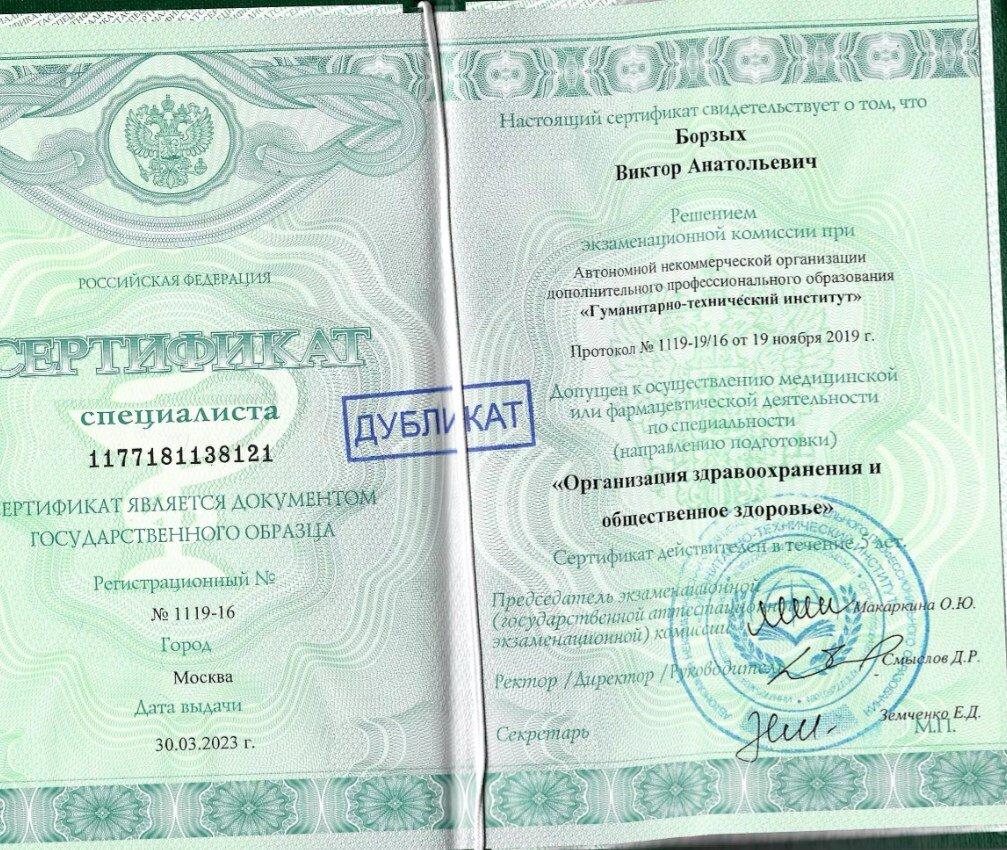 РОССИЙСКАЯ ФЕДЕРАЦИЯ
СЕРТИФИКАТ
специалиста
1177181138121
СЕРТИФИКАТ ЯВЛЯЕТСЯ ДОКУМЕНТОМ
ГОСУДАРСТВЕННОГО ОБРАЗЦА
Регистрационный №
№ 1119-16
Город
Москва
Дата выдачи
30.03.2023 г.
ДУБЛИКАТ
Настоящий сертификат свидетельствует о том, что
Борзых
Виктор Анатольевич
Решением
экзаменационной комиссии при
Автономной некоммерческой организации
дополнительного профессионального образования
«Гуманитарно-технический институт»
Протокол № 1119-19/16 от 19 ноября 2019 г.
Допущен к осуществлению медицинской
или фармацевтической деятельности
по специальности
(направлению подготовки)
«Организация здравоохранения и
общественное здоровье»
Сертификат действителен в течение лет
Председатель экзаменационной
(государственной аттестационной
экзаменационной) комиссии Макаркина О.Ю.
Ректор /Директор /Руководитель Смыслов Д.Р.
Секретарь Земченко Е.Д.
М.П.